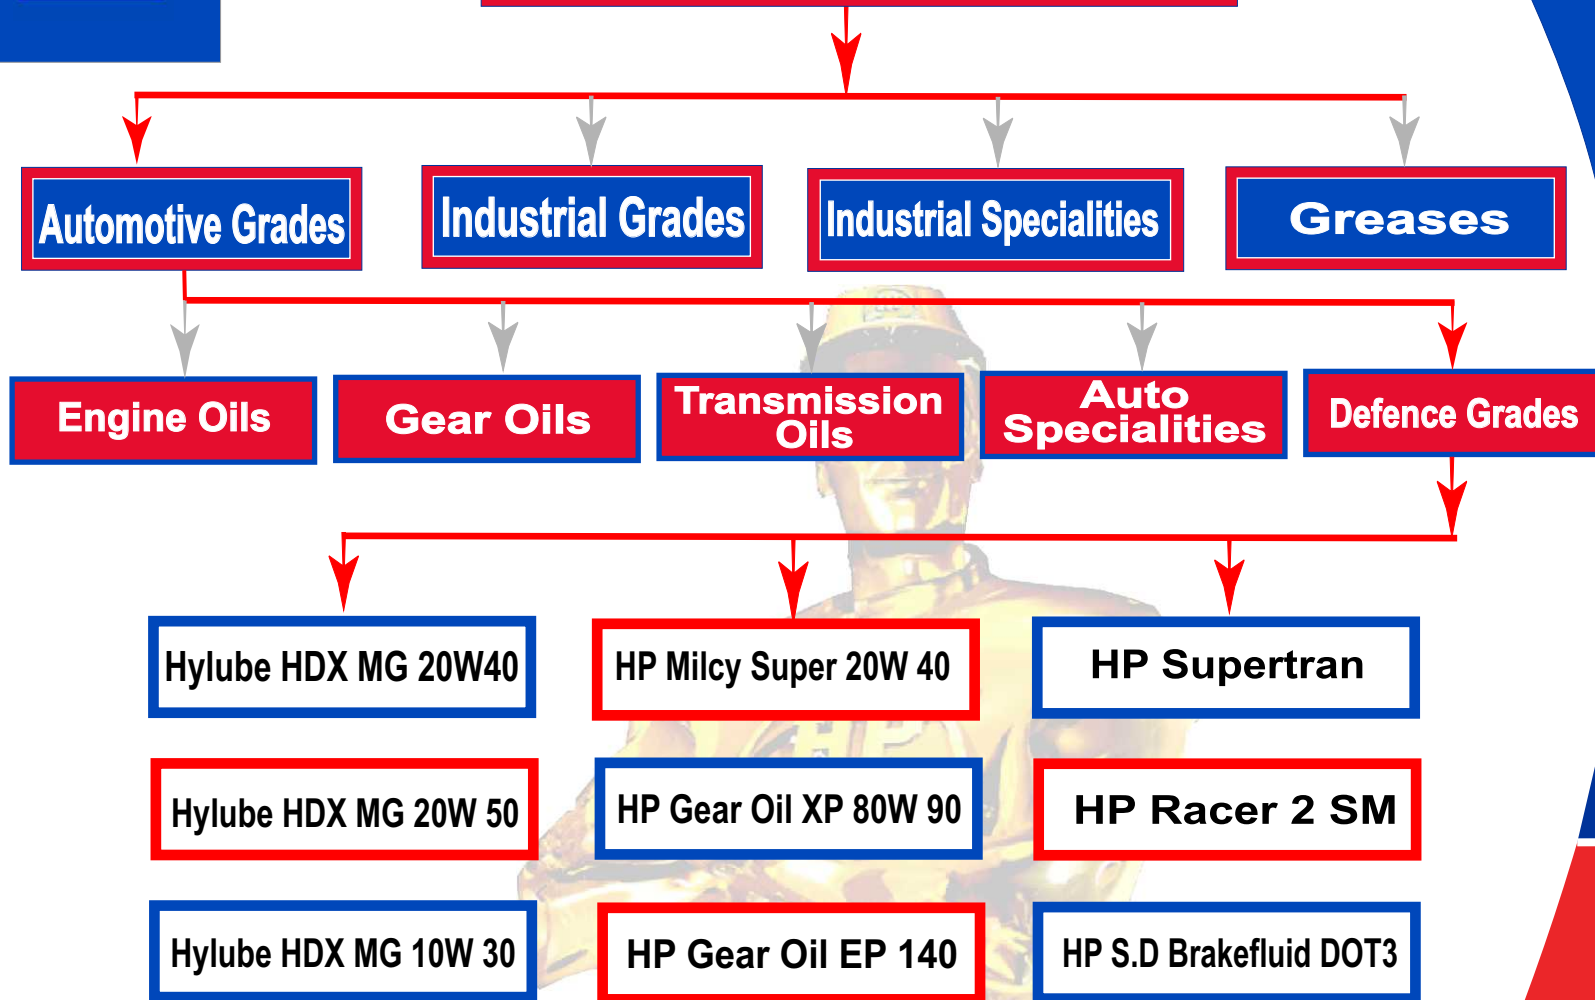 Automotive Grades
Industrial Grades
Industrial Specialities
Greases
Engine Oils
Gear Oils
Transmission
Oils
Auto
Specialities
Defence Grades
Hylube HDX MG 20W40
HP Milcy Super 20W 40
HP Supertran
Hylube HDX MG 20W 50
HP Gear Oil XP 80W 90
HP Racer 2 SM
Hylube HDX MG 10W 30
HP Gear Oil EP 140
HP S.D Brakefluid DOT3
HP